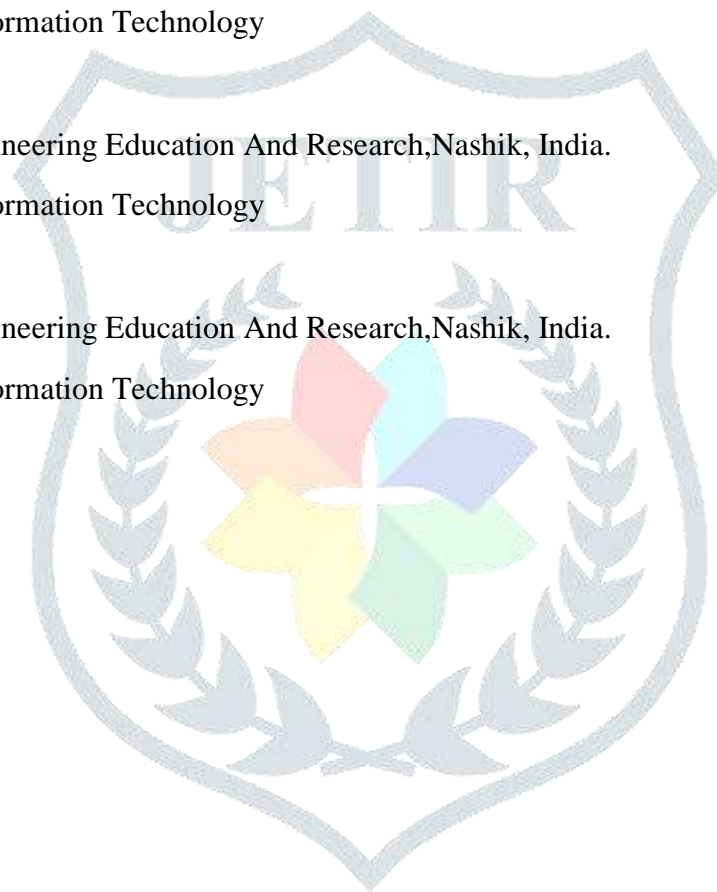 ormation Technology
neering Education And Research,Nashik, India.
ormation Technology
neering Education And Research,Nashik, India.
ormation Technology
JETIR